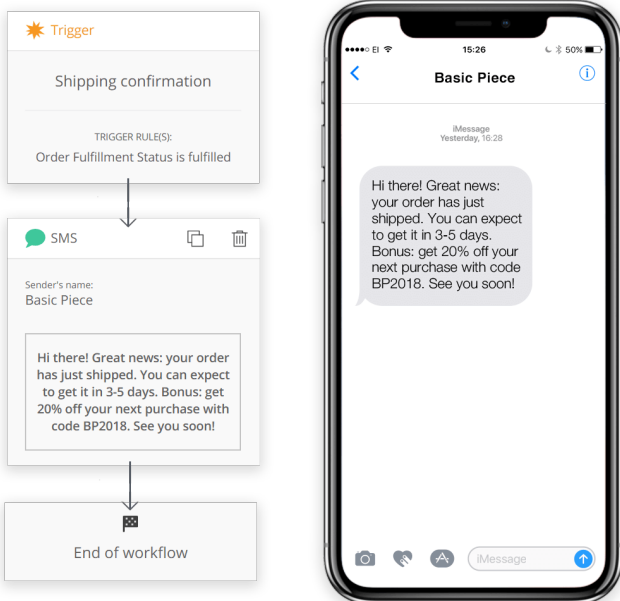 Trigger
Shipping confirmation
TRIGGER RULE(S):
Order Fulfillment Status is fulfilled
SMS
Sender's name:
Basic Piece
Hi there! Great news: your order
has just shipped. You can expect
to get it in 3-5 days. Bonus: get
20% off your next purchase with
code BP2018. See you soon!
End of workflow
El
15:26
50%
Basic Piece
iMessage
Yesterday, 16:28
Hi there! Great news:
your order has just
shipped. You can expect
to get it in 3-5 days.
Bonus: get 20% off your
next purchase with code
BP2018. See you soon!
iMessage